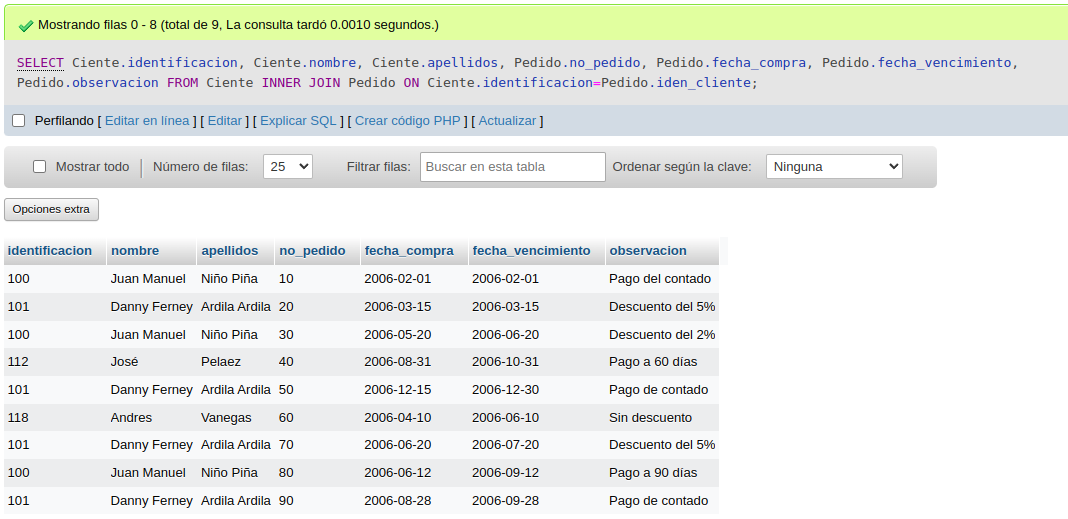 Mostrando filas 0 - 8 (total de 9, La consulta tardó 0.0010 segundos.)
SELECT Ciente.identificacion, Ciente.nombre, Ciente.apellidos, Pedido.no_pedido, Pedido.fecha_compra, Pedido.fecha_vencimiento,
Pedido.observacion FROM Ciente INNER JOIN Pedido ON Ciente.identificacion=Pedido.iden_cliente;
Perfilando [ Editar en línea ] [ Editar ] [ Explicar SQL ] [ Crear código PHP ] [ Actualizar ]
Mostrar todo | Número de filas: 25 Filtrar filas: Buscar en esta tabla Ordenar según la clave: Ninguna
Opciones extra
identificacion nombre apellidos no_pedido fecha_compra fecha_vencimiento observacion
100 Juan Manuel Niño Piña 10 2006-02-01 2006-02-01 Pago del contado
101 Danny Ferney Ardila Ardila 20 2006-03-15 2006-03-15 Descuento del 5%
100 Juan Manuel Niño Piña 30 2006-05-20 2006-06-20 Descuento del 2%
112 José Pelaez 40 2006-08-31 2006-10-31 Pago a 60 días
101 Danny Ferney Ardila Ardila 50 2006-12-15 2006-12-30 Pago de contado
118 Andres Vanegas 60 2006-04-10 2006-06-10 Sin descuento
101 Danny Ferney Ardila Ardila 70 2006-06-20 2006-07-20 Descuento del 5%
100 Juan Manuel Niño Piña 80 2006-06-12 2006-09-12 Pago a 90 días
101 Danny Ferney Ardila Ardila 90 2006-08-28 2006-09-28 Pago de contado